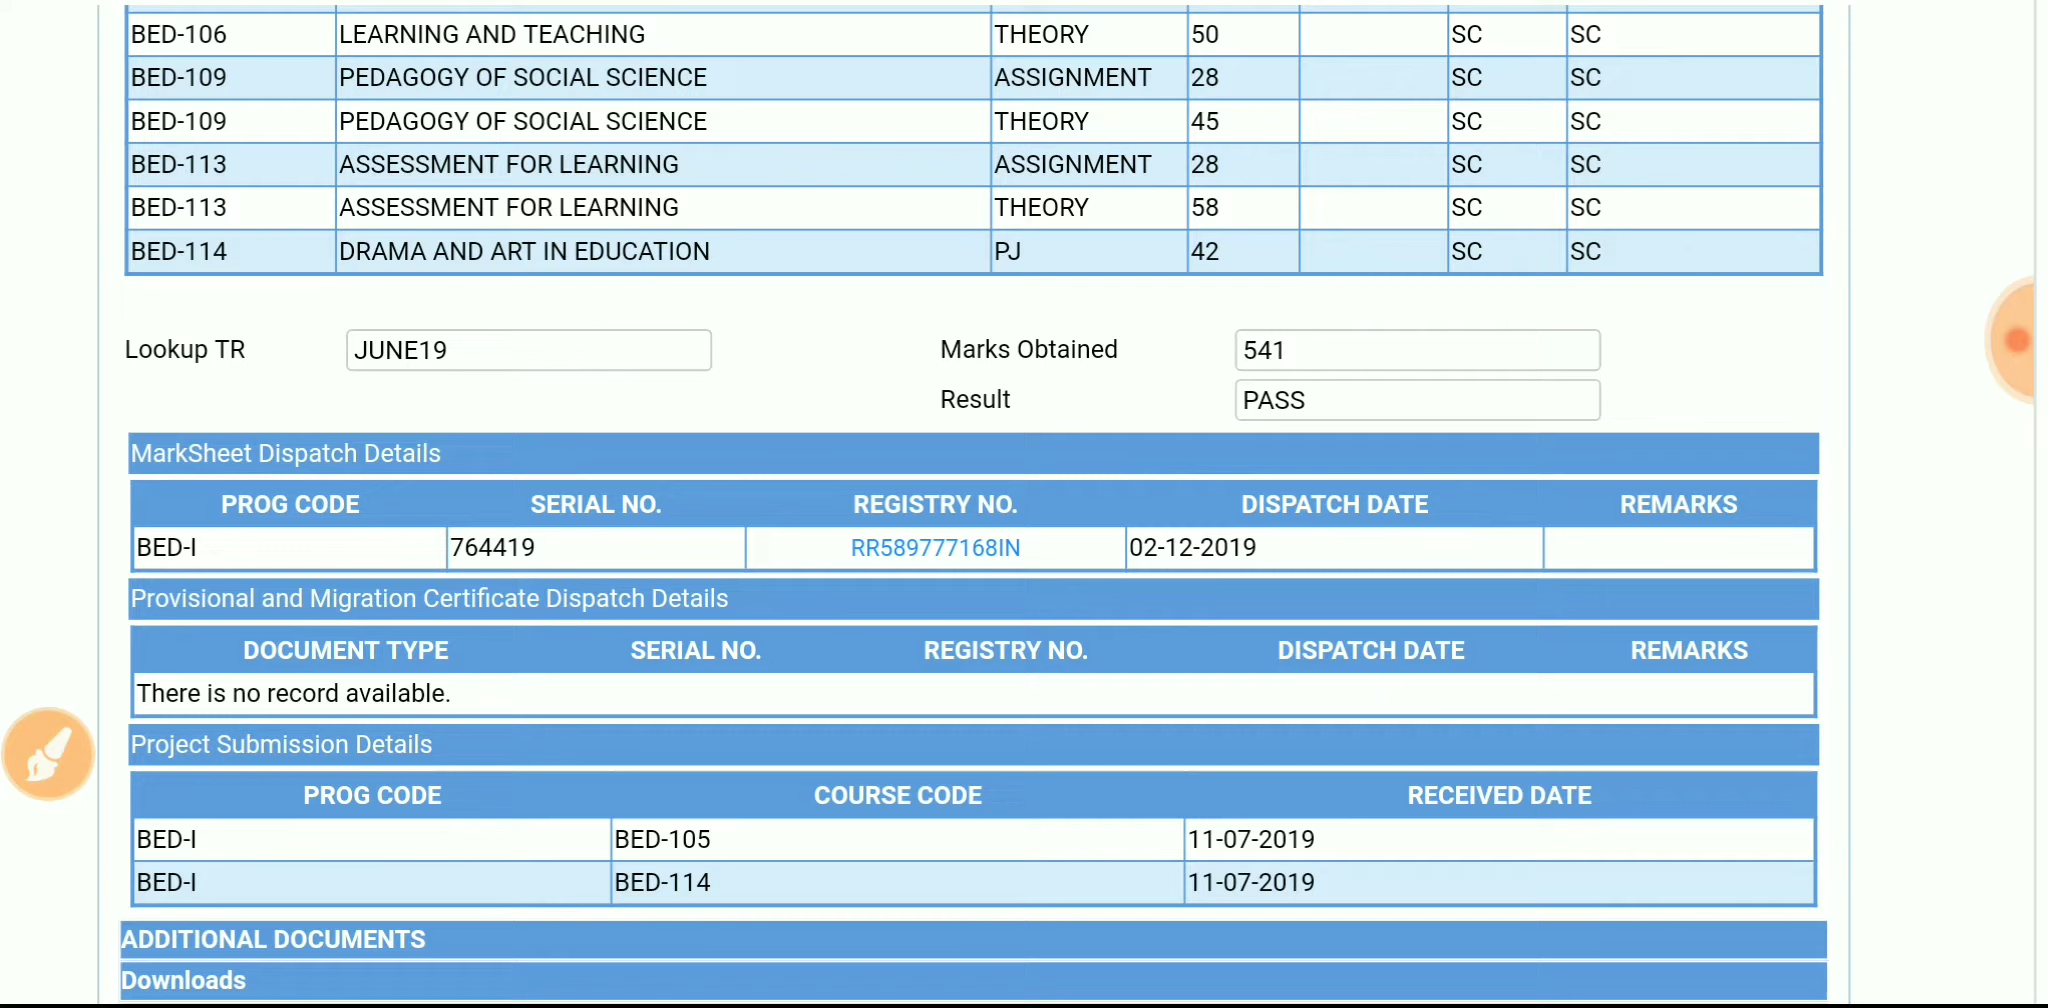 BED-106 LEARNING AND TEACHING THEORY 50 SC SC
BED-109 PEDAGOGY OF SOCIAL SCIENCE ASSIGNMENT 28 SC SC
BED-109 PEDAGOGY OF SOCIAL SCIENCE THEORY 45 SC SC
BED-113 ASSESSMENT FOR LEARNING ASSIGNMENT 28 SC SC
BED-113 ASSESSMENT FOR LEARNING THEORY 58 SC SC
BED-114 DRAMA AND ART IN EDUCATION PJ 42 SC SC
Lookup TR JUNE19 Marks Obtained 541
Result PASS
MarkSheet Dispatch Details
PROG CODE SERIAL NO. REGISTRY NO. DISPATCH DATE REMARKS
BED-I 764419 RR589777168IN 02-12-2019
Provisional and Migration Certificate Dispatch Details
DOCUMENT TYPE SERIAL NO. REGISTRY NO. DISPATCH DATE REMARKS
There is no record available.
Project Submission Details
PROG CODE COURSE CODE RECEIVED DATE
BED-I BED-105 11-07-2019
BED-I BED-114 11-07-2019
ADDITIONAL DOCUMENTS
Downloads